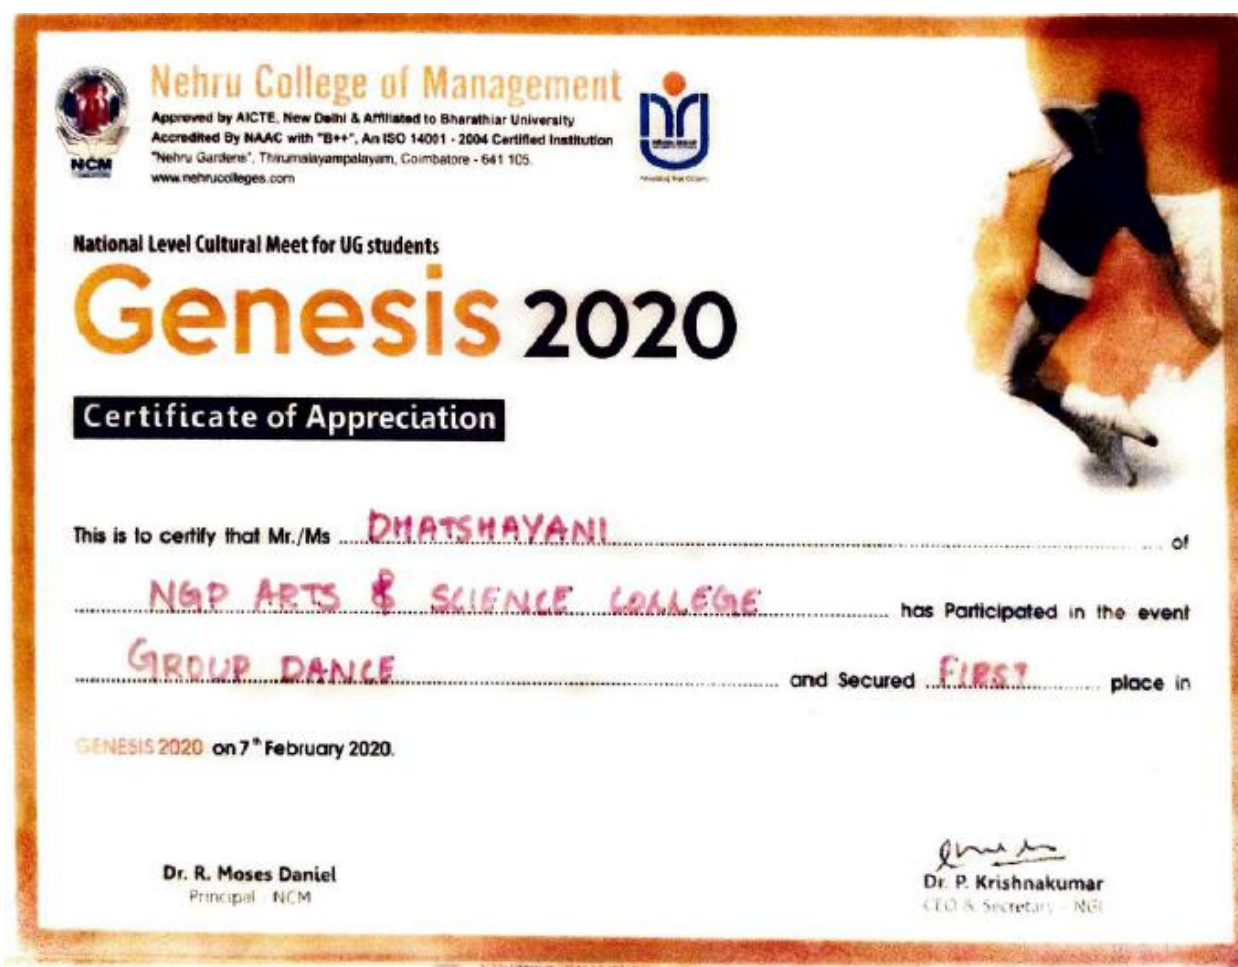 Nehru College of Management
Approved by AICTE, New Delhi & Affiliated to Bharathiar University
Accredited By NAAC with "B++", An ISO 14001 - 2004 Certified Institution
"Nehru Gardens", Thirumalayampalayam, Coimbatore - 641 105.
www.nehrucolleges.com
NCM
National Level Cultural Meet for UG students
Genesis 2020
Certificate of Appreciation
This is to certify that Mr./Ms DHATSHAYANI of
NGP ARTS & SCIENCE COLLEGE has Participated in the event
GROUP DANCE and Secured FIRST place in
GENESIS 2020 on 7th February 2020.
Dr. R. Moses Daniel
Principal - NCM
Dr. P. Krishnakumar
CEO & Secretary - NGI